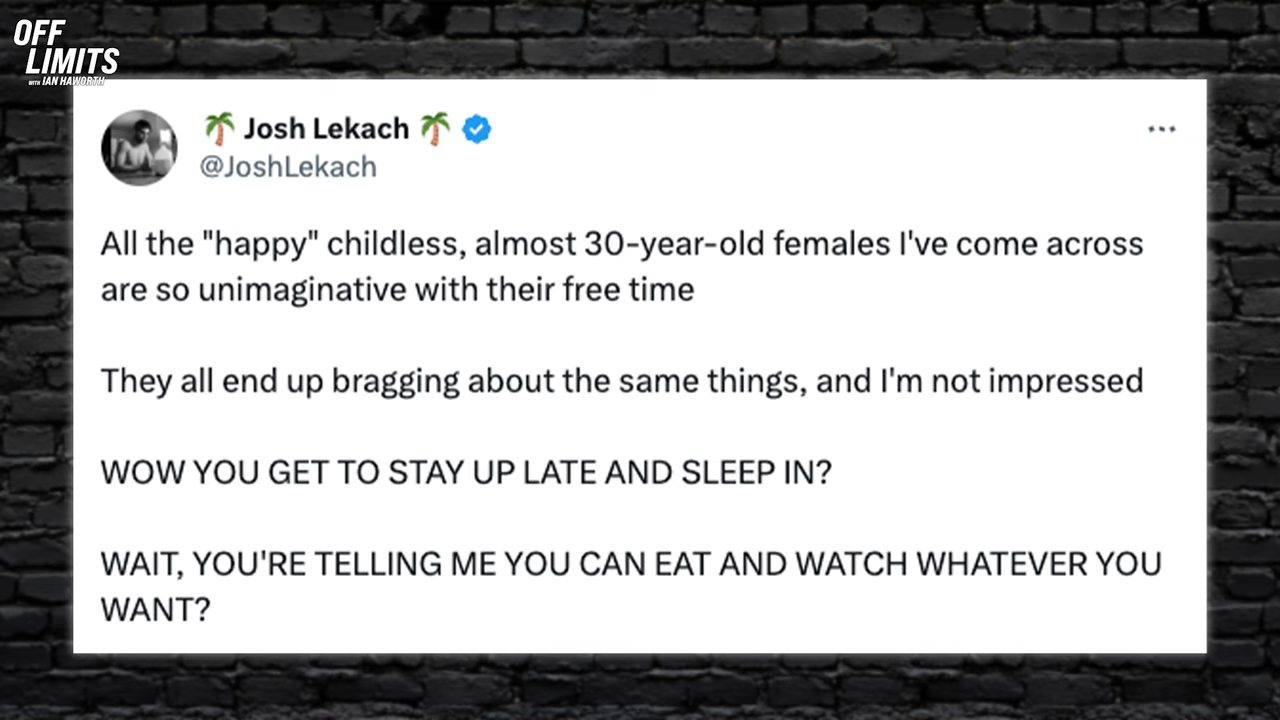 OFF
LIMITS
WITH IAN HAWORTH
Josh Lekach
@JoshLekach
All the "happy" childless, almost 30-year-old females I've come across
are so unimaginative with their free time
They all end up bragging about the same things, and I'm not impressed
WOW YOU GET TO STAY UP LATE AND SLEEP IN?
WAIT, YOU'RE TELLING ME YOU CAN EAT AND WATCH WHATEVER YOU
WANT?